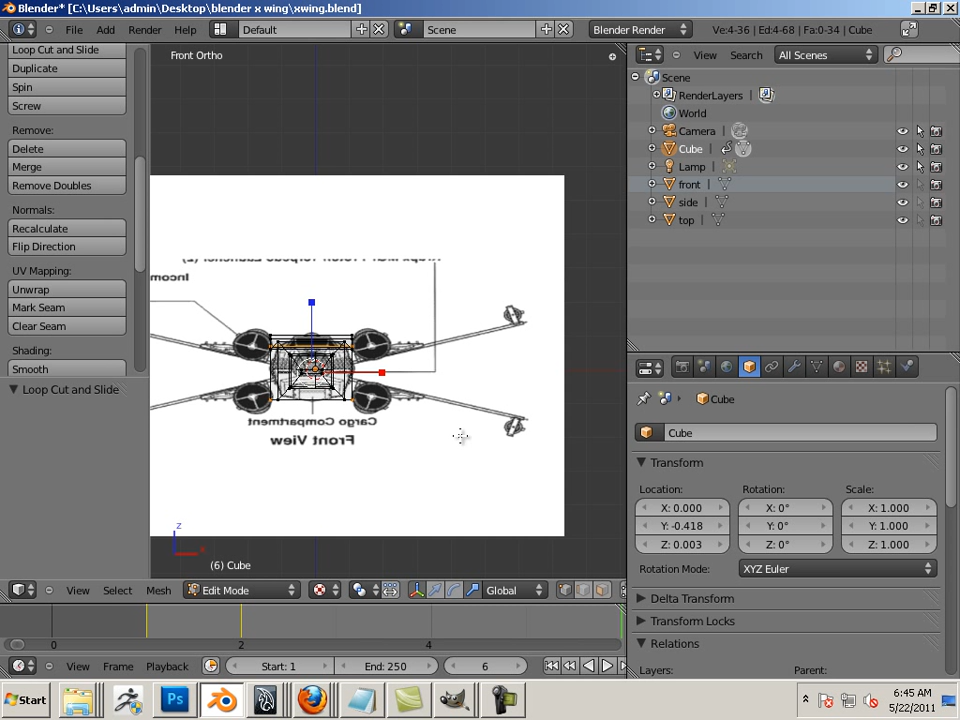 Blender* [C:\Users\admin\Desktop\blender x wing\xwing.blend]
File Add Render Help Default Scene Blender Render Ve:4-36 | Ed:4-68 | Fa:0-34 | Cube
Loop Cut and Slide
Duplicate
Spin
Screw
Remove:
Delete
Merge
Remove Doubles
Normals:
Recalculate
Flip Direction
UV Mapping:
Unwrap
Mark Seam
Clear Seam
Shading:
Smooth
Loop Cut and Slide
Front Ortho
Incom
Cargo Compartment
Front View
z
x
(6) Cube
View Select Mesh Edit Mode Global
0 2 4
View Frame Playback Start: 1 End: 250 6
View Search All Scenes
Scene
RenderLayers |
World
Camera |
Cube |
Lamp |
front |
side |
top |
Cube
Cube
Transform
Location: Rotation: Scale:
X: 0.000 X: 0° X: 1.000
Y: -0.418 Y: 0° Y: 1.000
Z: 0.003 Z: 0° Z: 1.000
Rotation Mode: XYZ Euler
Delta Transform
Transform Locks
Relations
Layers: Parent:
Start Ps 6:45 AM
5/22/2011